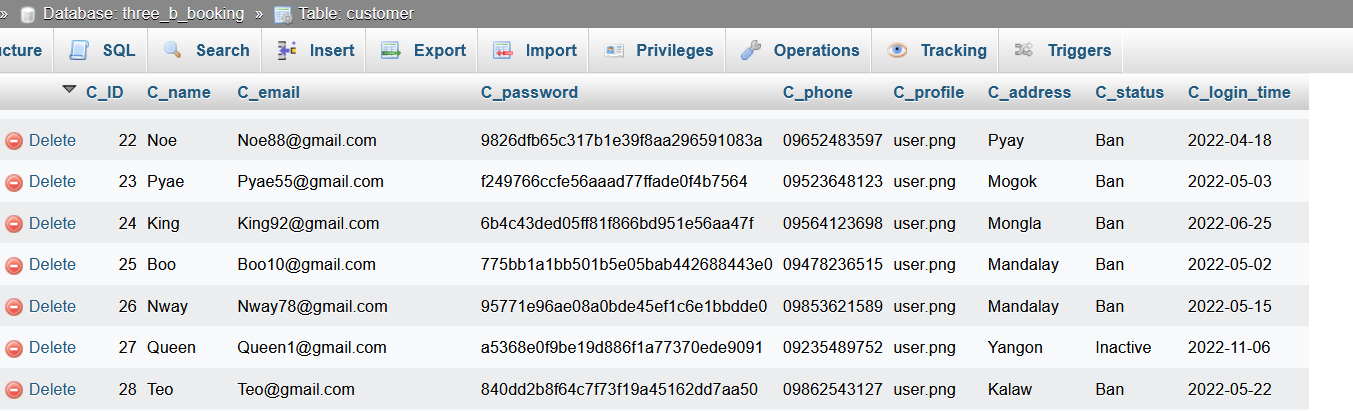 » Database: three_b_booking » Table: customer
ucture SQL Search Insert Export Import Privileges Operations Tracking Triggers
C_ID C_name C_email C_password C_phone C_profile C_address C_status C_login_time
Delete 22 Noe Noe88@gmail.com 9826dfb65c317b1e39f8aa296591083a 09652483597 user.png Pyay Ban 2022-04-18
Delete 23 Pyae Pyae55@gmail.com f249766ccfe56aaad77ffade0f4b7564 09523648123 user.png Mogok Ban 2022-05-03
Delete 24 King King92@gmail.com 6b4c43ded05ff81f866bd951e56aa47f 09564123698 user.png Mongla Ban 2022-06-25
Delete 25 Boo Boo10@gmail.com 775bb1a1bb501b5e05bab442688443e0 09478236515 user.png Mandalay Ban 2022-05-02
Delete 26 Nway Nway78@gmail.com 95771e96ae08a0bde45ef1c6e1bbdde0 09853621589 user.png Mandalay Ban 2022-05-15
Delete 27 Queen Queen1@gmail.com a5368e0f9be19d886f1a77370ede9091 09235489752 user.png Yangon Inactive 2022-11-06
Delete 28 Teo Teo@gmail.com 840dd2b8f64c7f73f19a45162dd7aa50 09862543127 user.png Kalaw Ban 2022-05-22